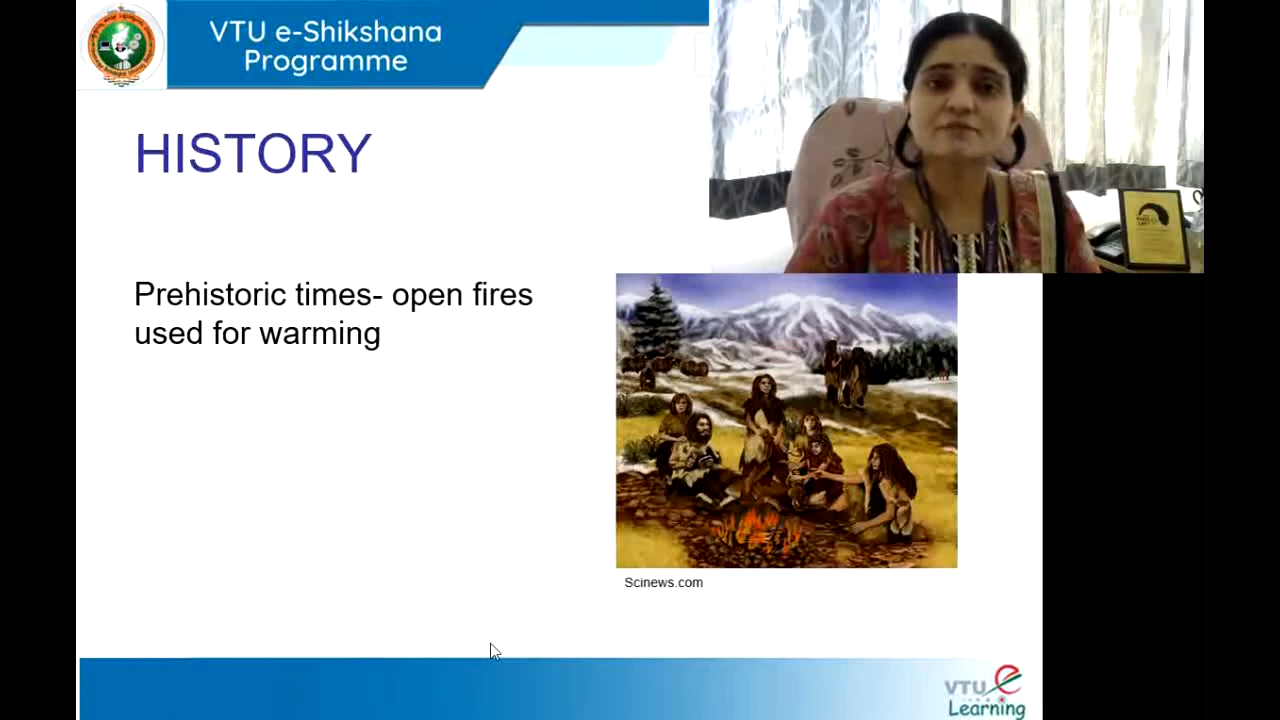 VTU e-Shikshana
Programme
HISTORY
Prehistoric times- open fires
used for warming
Scinews.com
VTU e
Learning